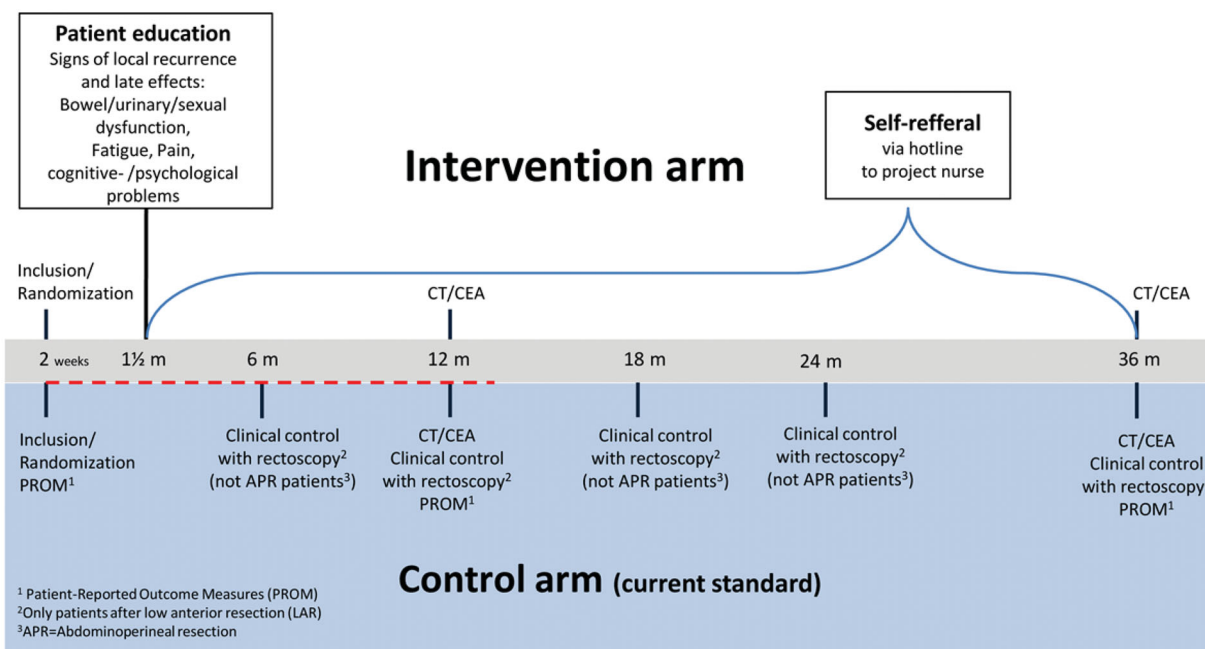 Patient education
Signs of local recurrence
and late effects:
Bowel/urinary/sexual
dysfunction,
Fatigue, Pain,
cognitive- /psychological
problems
Self-refferal
via hotline
to project nurse
Intervention arm
Inclusion/
Randomization
CT/CEA
CT/CEA
2 weeks
1½ m
6 m
12 m
18 m
24 m
36 m
Inclusion/
Randomization
PROM¹
Clinical control
with rectoscopy²
(not APR patients³)
CT/CEA
Clinical control
with rectoscopy²
PROM¹
Clinical control
with rectoscopy²
(not APR patients³)
Clinical control
with rectoscopy²
(not APR patients³)
CT/CEA
Clinical control
with rectoscopy
PROM¹
Control arm (current standard)
¹ Patient-Reported Outcome Measures (PROM)
²Only patients after low anterior resection (LAR)
³APR=Abdominoperineal resection